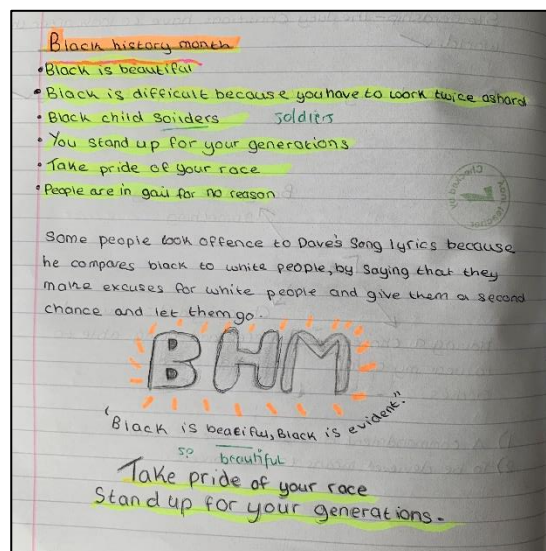 Black history month
• Black is beautiful
• Black is difficult because you have to work twice as hard
• Black child soilders soldiers
• You stand up for your generations
• Take pride of your race
• People are in gail for no reason
Some people took offence to Dave's song lyrics because
he compares black to white people, by saying that they
make excuses for white people and give them a second
chance and let them go.
BHM
"Black is beatiful, Black is evident."
sp beautiful
Take pride of your race
Stand up for your generations.